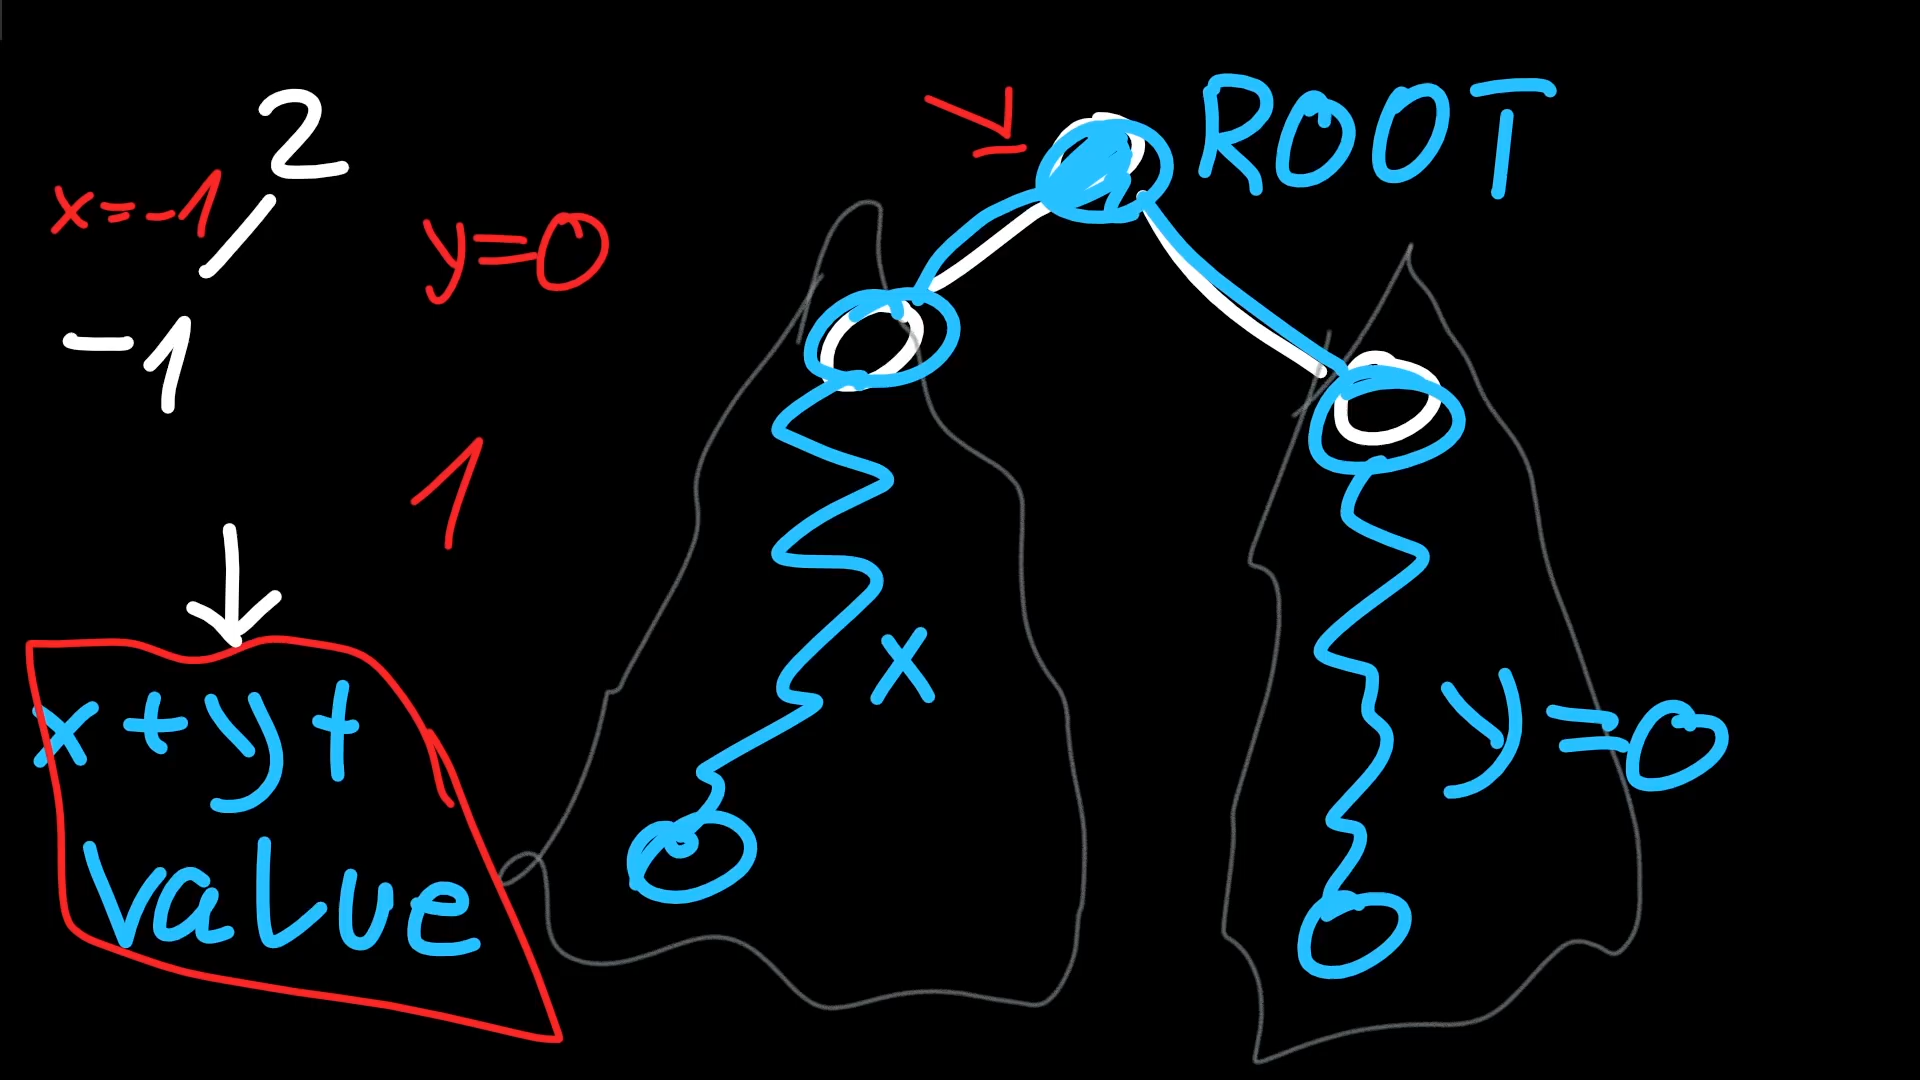 2
x=-1
y=0
-1
1
x+y+
value
ROOT
x
y=0